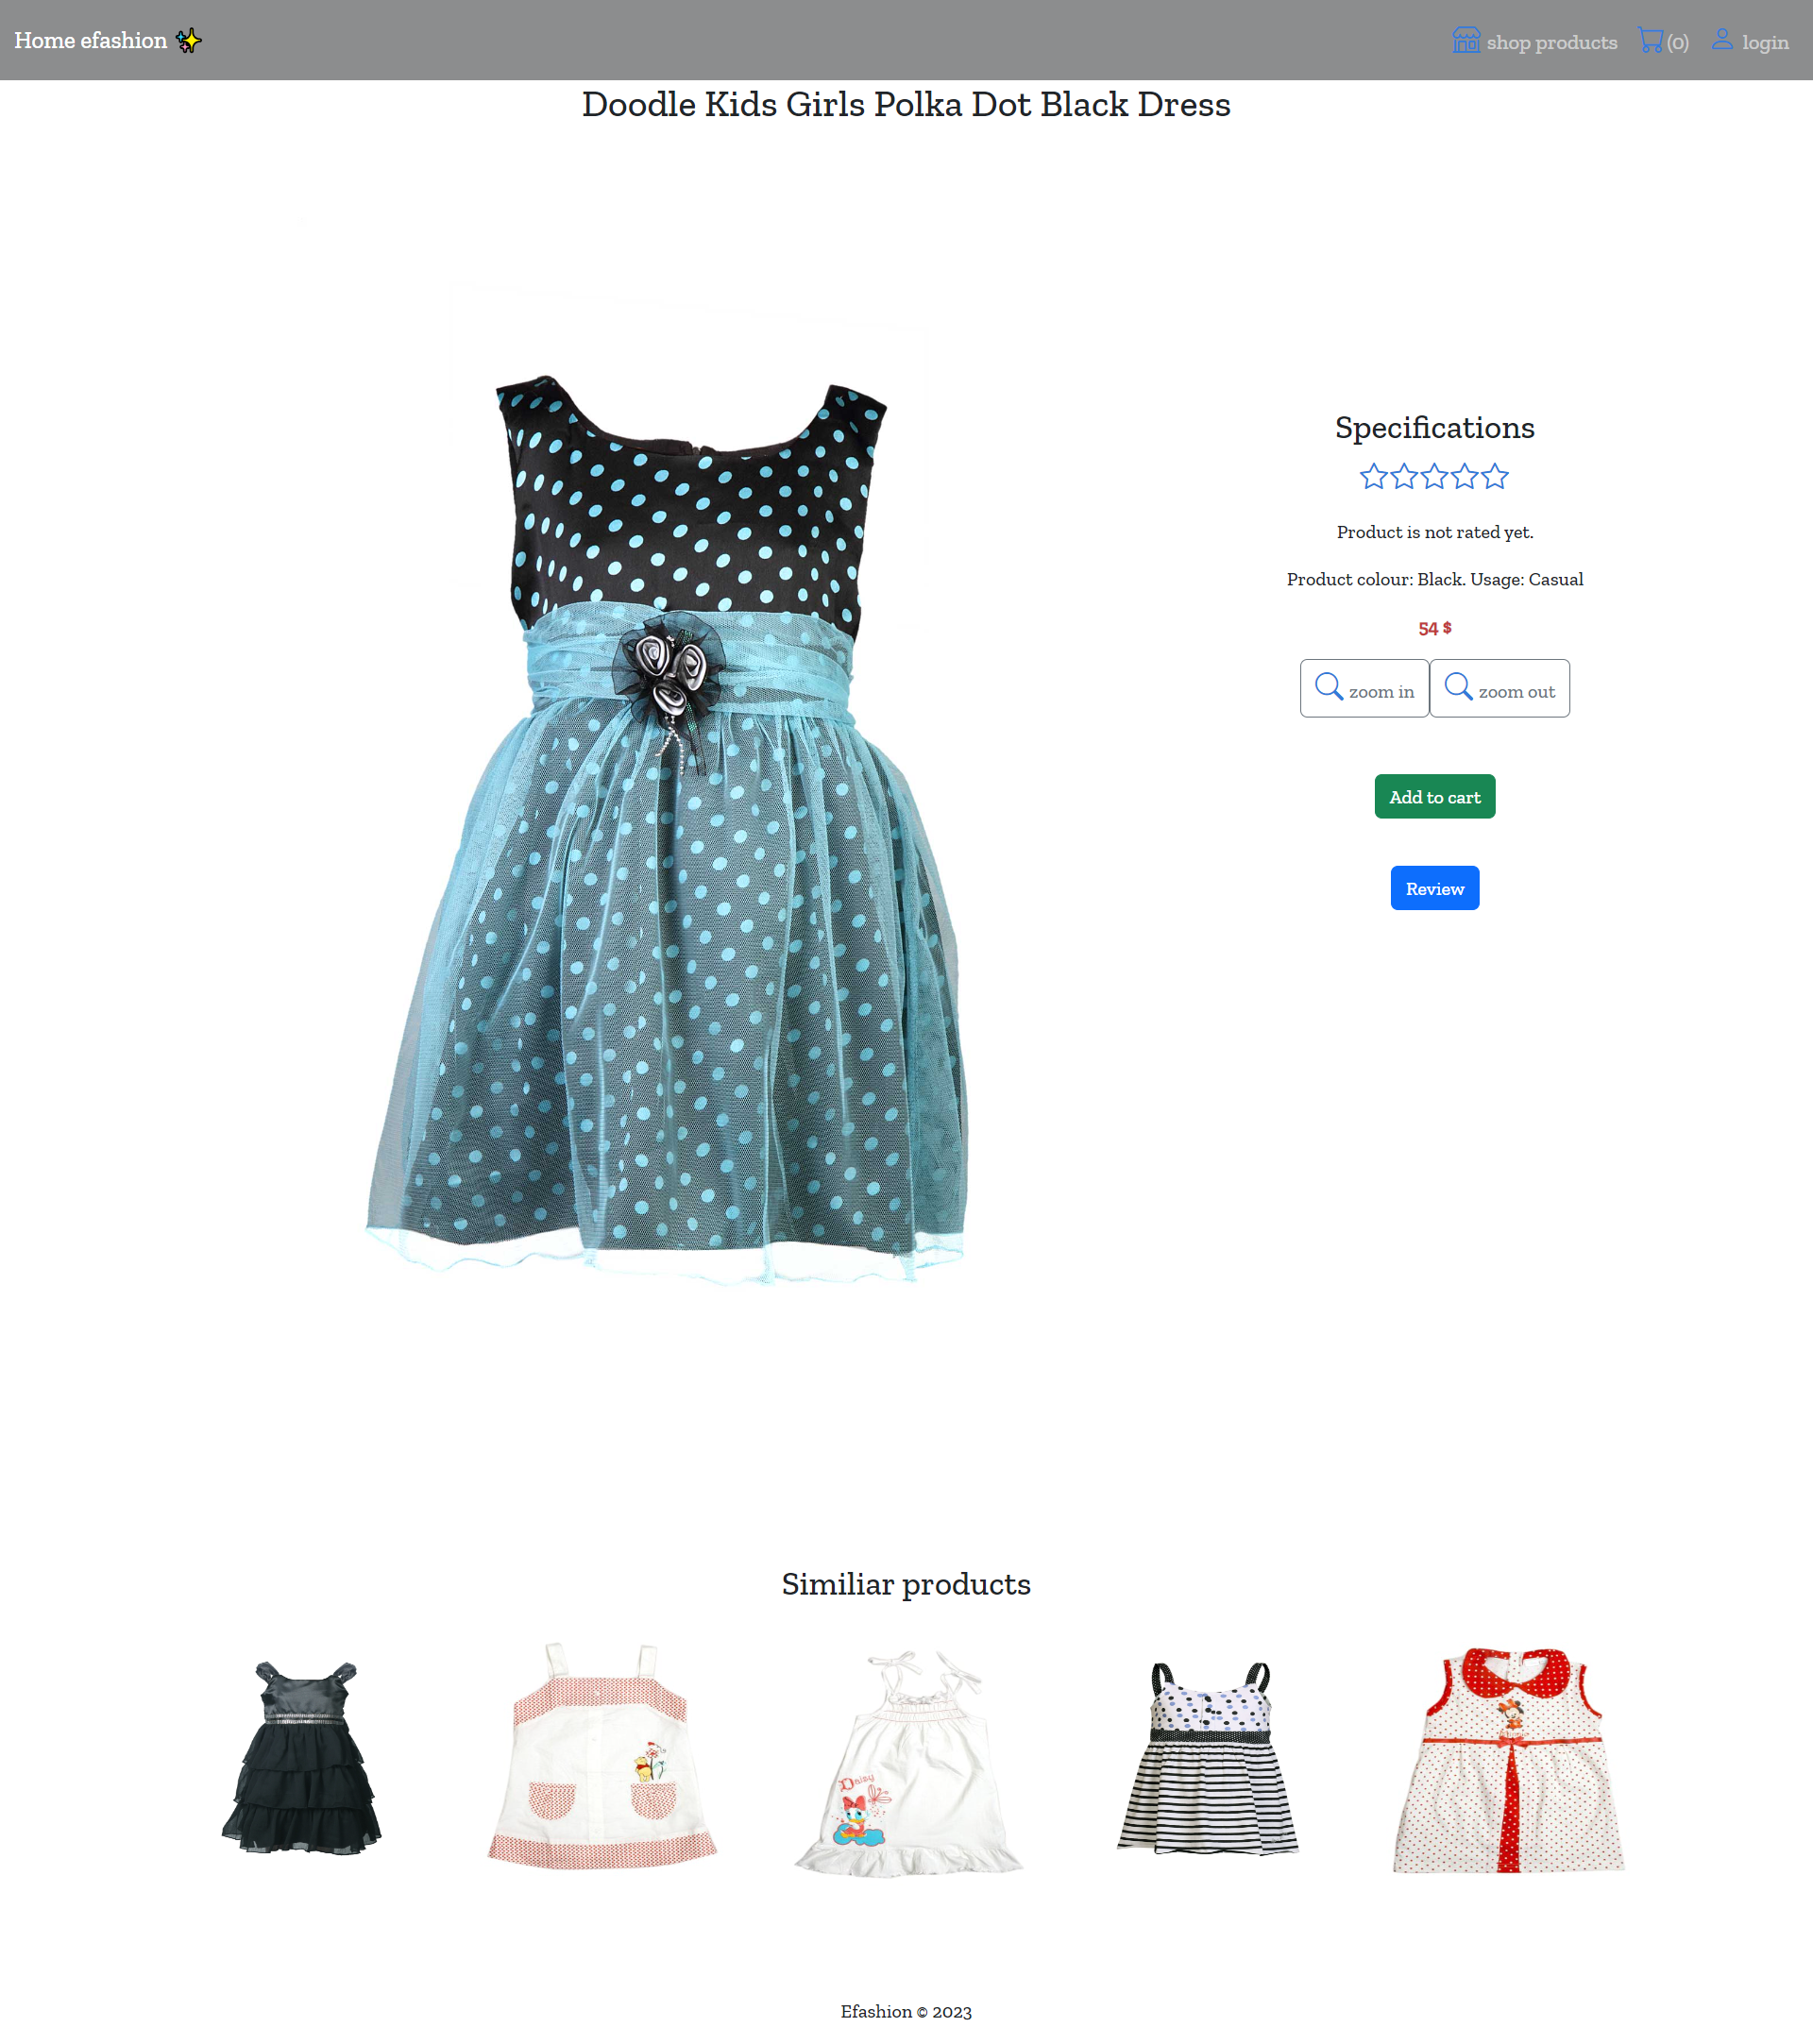 Home efashion ✨
shop products (0) login
Doodle Kids Girls Polka Dot Black Dress
Specifications
Product is not rated yet.
Product colour: Black. Usage: Casual
54 $
zoom in zoom out
Add to cart
Review
Similiar products
Daisy
Efashion © 2023